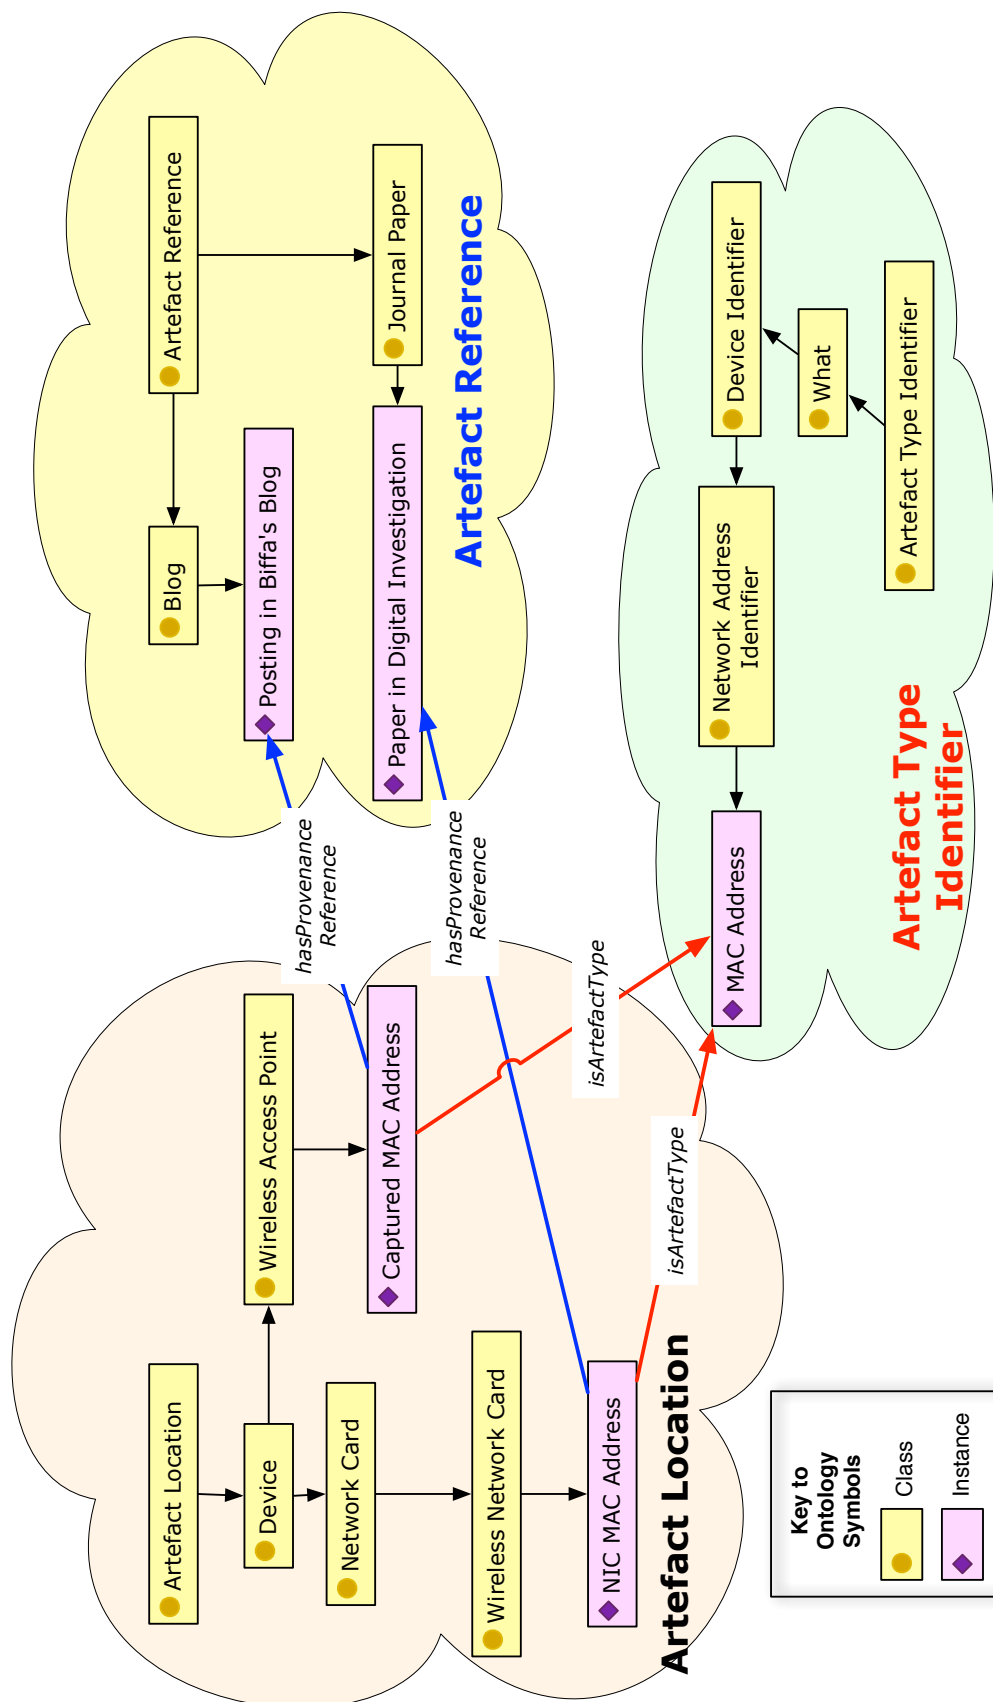 Artefact Location
Device
Network Card
Wireless Network Card
NIC MAC Address
Wireless Access Point
Captured MAC Address
Artefact Location
hasProvenance
Reference
hasProvenance
Reference
isArtefactType
isArtefactType
Artefact Reference
Blog
Posting in Biffa's Blog
Journal Paper
Paper in Digital Investigation
Artefact Reference
Device Identifier
What
Artefact Type Identifier
Network Address
Identifier
MAC Address
Artefact Type
Identifier
Key to
Ontology
Symbols
Class
Instance